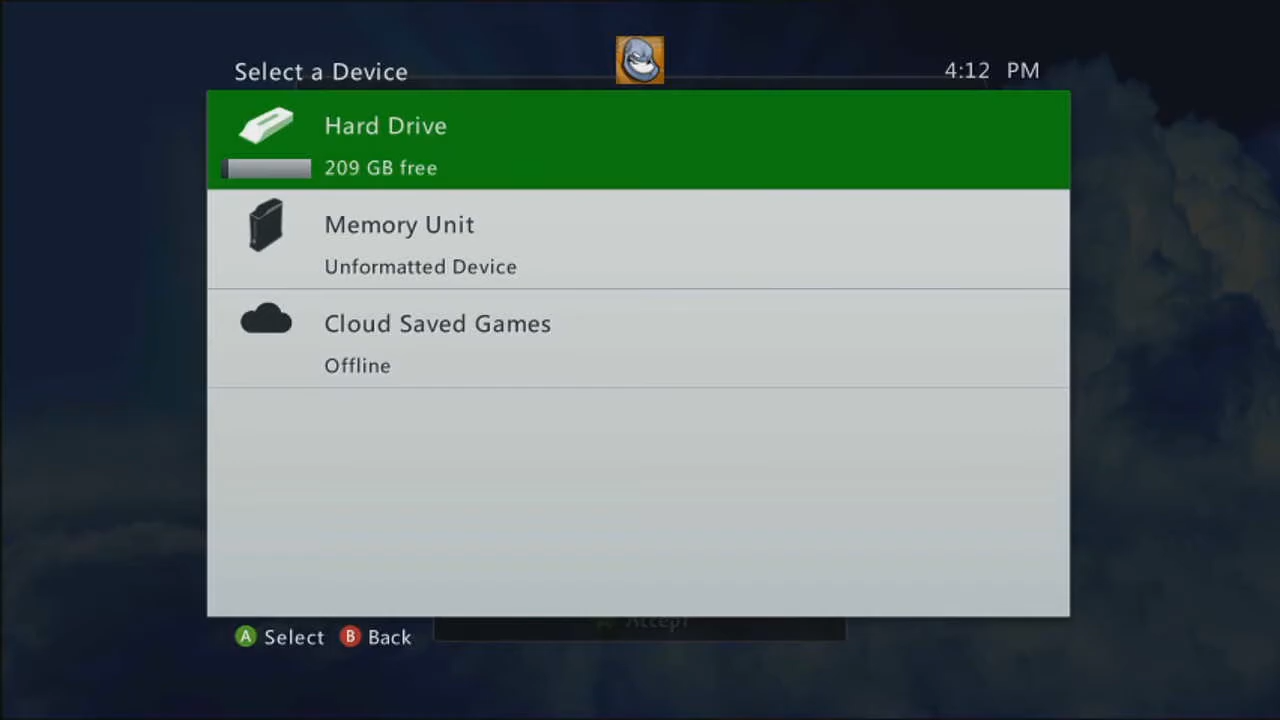 Select a Device
4:12 PM
Hard Drive
209 GB free
Memory Unit
Unformatted Device
Cloud Saved Games
Offline
Accept
A Select B Back